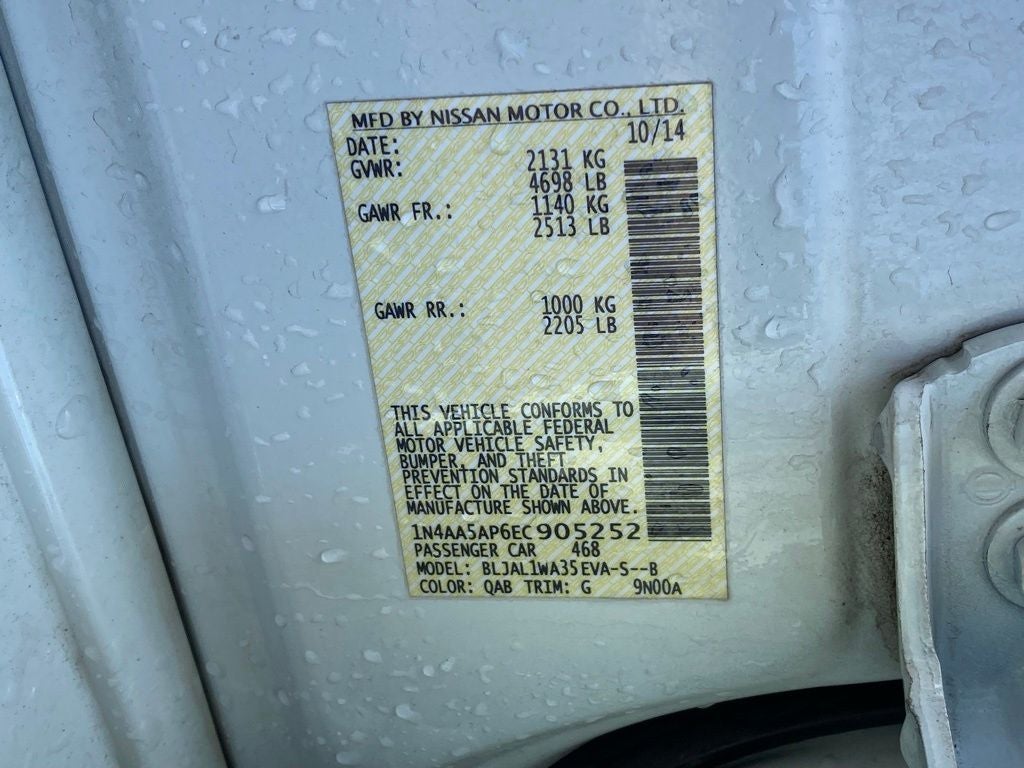 MFD BY NISSAN MOTOR CO., LTD.
DATE: 10/14
GVWR: 2131 KG
4698 LB
GAWR FR.: 1140 KG
2513 LB
GAWR RR.: 1000 KG
2205 LB
THIS VEHICLE CONFORMS TO
ALL APPLICABLE FEDERAL
MOTOR VEHICLE SAFETY,
BUMPER, AND THEFT
PREVENTION STANDARDS IN
EFFECT ON THE DATE OF
MANUFACTURE SHOWN ABOVE.
1N4AA5AP6EC905252
PASSENGER CAR 468
MODEL: BLJAL1WA35EVA-S--B
COLOR: QAB TRIM: G 9N00A